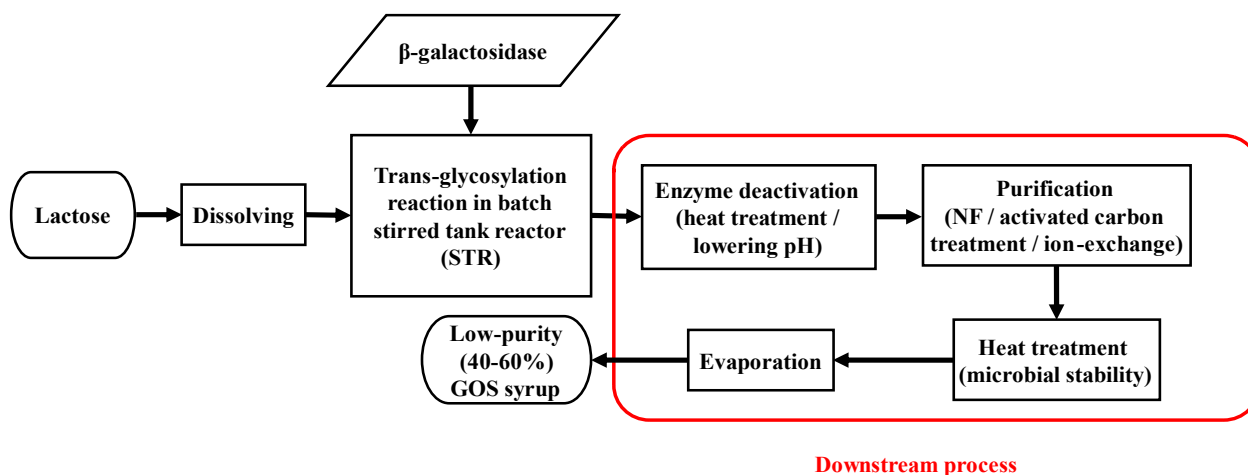 β-galactosidase
Lactose
Dissolving
Trans-glycosylation
reaction in batch
stirred tank reactor
(STR)
Enzyme deactivation
(heat treatment /
lowering pH)
Purification
(NF / activated carbon
treatment / ion-exchange)
Heat treatment
(microbial stability)
Evaporation
Low-purity
(40-60%)
GOS syrup
Downstream process